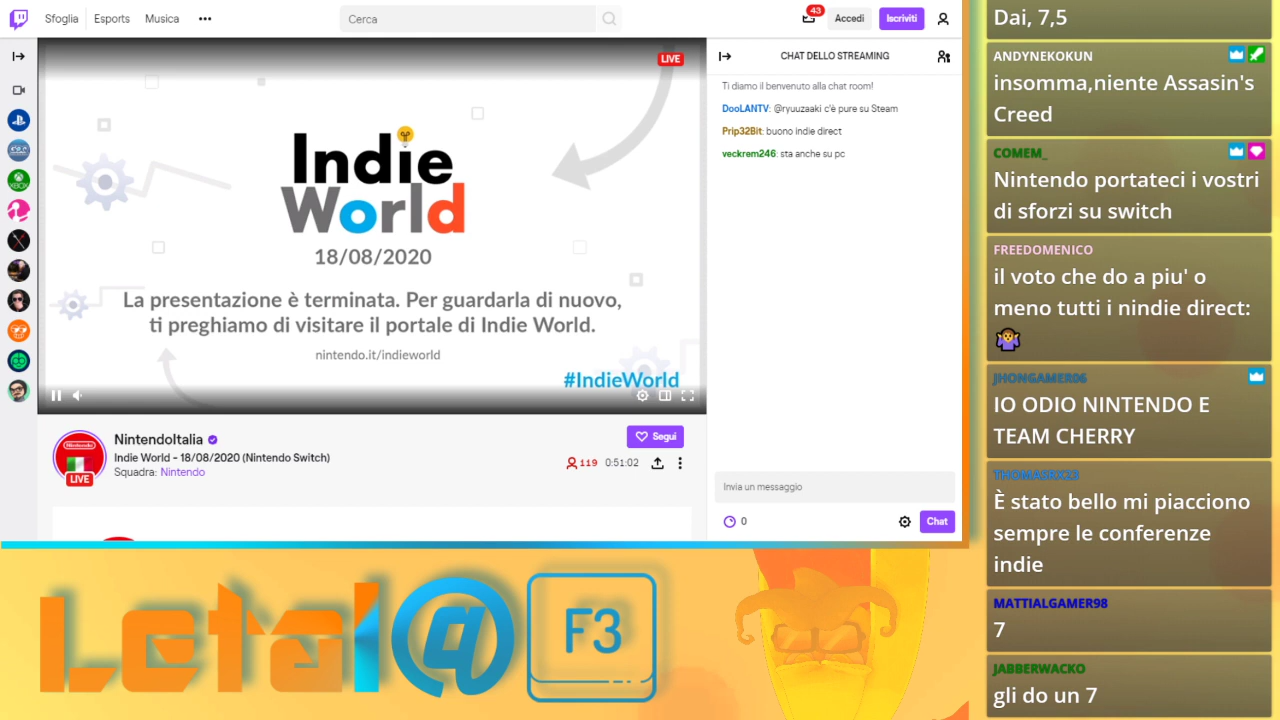 Sfoglia
Esports
Musica
•••
Cerca
43
Accedi
Iscriviti
LIVE
Indie
World
18/08/2020
La presentazione è terminata. Per guardarla di nuovo,
ti preghiamo di visitare il portale di Indie World.
nintendo.it/indieworld
#IndieWorld
Nintendo
LIVE
NintendoItalia
Indie World - 18/08/2020 (Nintendo Switch)
Squadra: Nintendo
Segui
119
0:51:02
CHAT DELLO STREAMING
Ti diamo il benvenuto alla chat room!
DooLANTV: @ryuuzaaki c'è pure su Steam
Prip32Bit: buono indie direct
veckrem246: sta anche su pc
Invia un messaggio
0
Chat
Letal@
F3
Dai, 7,5
ANDYNEKOKUN
insomma,niente Assasin's
Creed
COMEM_
Nintendo portateci i vostri
di sforzi su switch
FREEDOMENICO
il voto che do a piu' o
meno tutti i nindie direct:
JHONGAMER06
IO ODIO NINTENDO E
TEAM CHERRY
THOMASRX23
È stato bello mi piacciono
sempre le conferenze
indie
MATTIALGAMER98
7
JABBERWACKO
gli do un 7